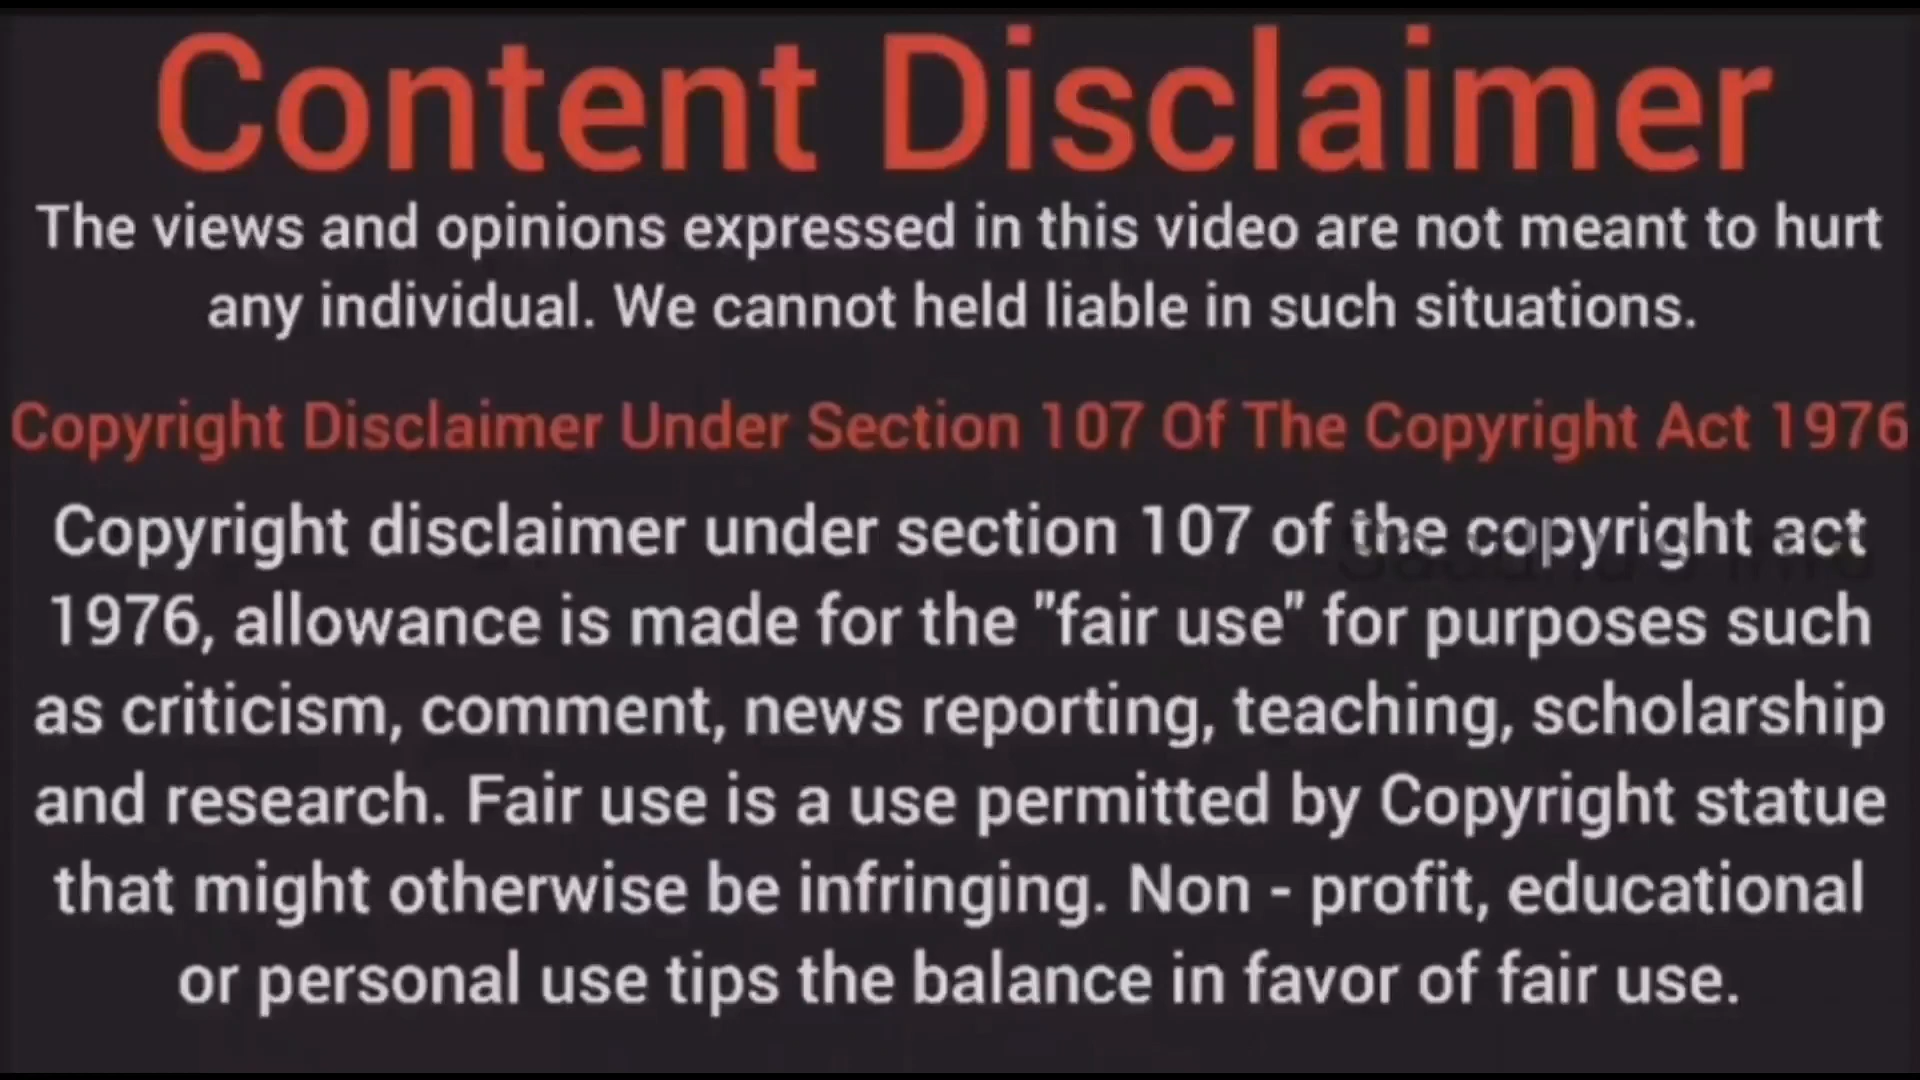 Content Disclaimer
The views and opinions expressed in this video are not meant to hurt
any individual. We cannot held liable in such situations.
Copyright Disclaimer Under Section 107 Of The Copyright Act 1976
Copyright disclaimer under section 107 of the copyright act
1976, allowance is made for the "fair use" for purposes such
as criticism, comment, news reporting, teaching, scholarship
and research. Fair use is a use permitted by Copyright statue
that might otherwise be infringing. Non - profit, educational
or personal use tips the balance in favor of fair use.